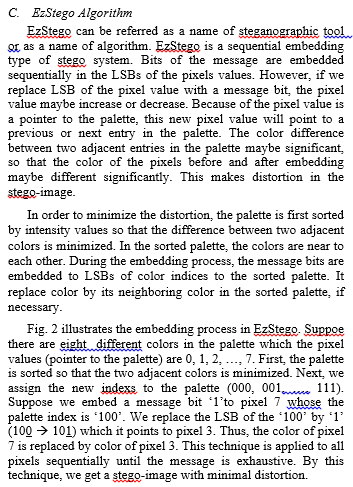 C. EzStego Algorithm
EzStego can be referred as a name of steganographic tool
or as a name of algorithm. EzStego is a sequential embedding
type of stego system. Bits of the message are embedded
sequentially in the LSBs of the pixels values. However, if we
replace LSB of the pixel value with a message bit, the pixel
value maybe increase or decrease. Because of the pixel value is
a pointer to the palette, this new pixel value will point to a
previous or next entry in the palette. The color difference
between two adjacent entries in the palette maybe significant,
so that the color of the pixels before and after embedding
maybe different significantly. This makes distortion in the
stego-image.
In order to minimize the distortion, the palette is first sorted
by intensity values so that the difference between two adjacent
colors is minimized. In the sorted palette, the colors are near to
each other. During the embedding process, the message bits are
embedded to LSBs of color indices to the sorted palette. It
replace color by its neighboring color in the sorted palette, if
necessary.
Fig. 2 illustrates the embedding process in EzStego. Suppoe
there are eight  different colors in the palette which the pixel
values (pointer to the palette) are 0, 1, 2, …, 7. First, the palette
is sorted so that the two adjacent colors is minimized. Next, we
assign the new indexs to the palette (000, 001,......, 111).
Suppose we embed a message bit ‘1’to pixel 7 whose the
palette index is ‘100’. We replace the LSB of the ‘100’ by ‘1’
(100 → 101) which it points to pixel 3. Thus, the color of pixel
7 is replaced by color of pixel 3. This technique is applied to all
pixels sequentially until the message is exhaustive. By this
technique, we get a stego-image with minimal distortion.